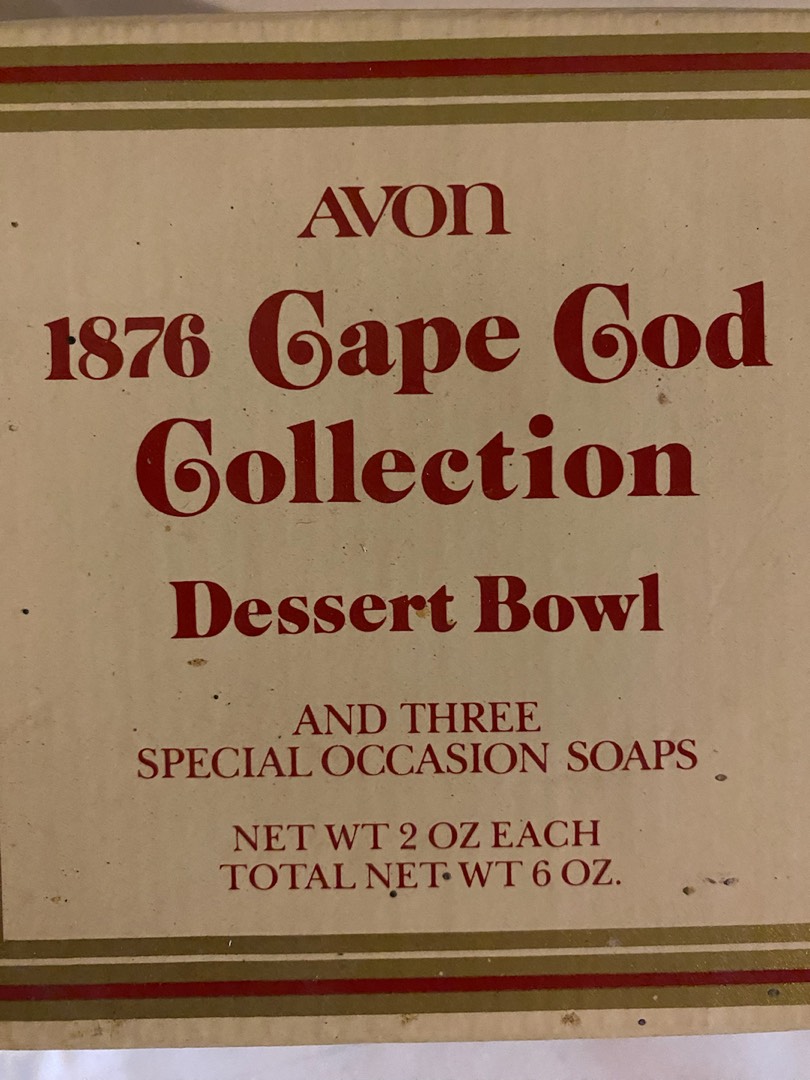 AVON
1876 Cape Cod
Collection
Dessert Bowl
AND THREE
SPECIAL OCCASION SOAPS
NET WT 2 OZ EACH
TOTAL NET WT 6 OZ.